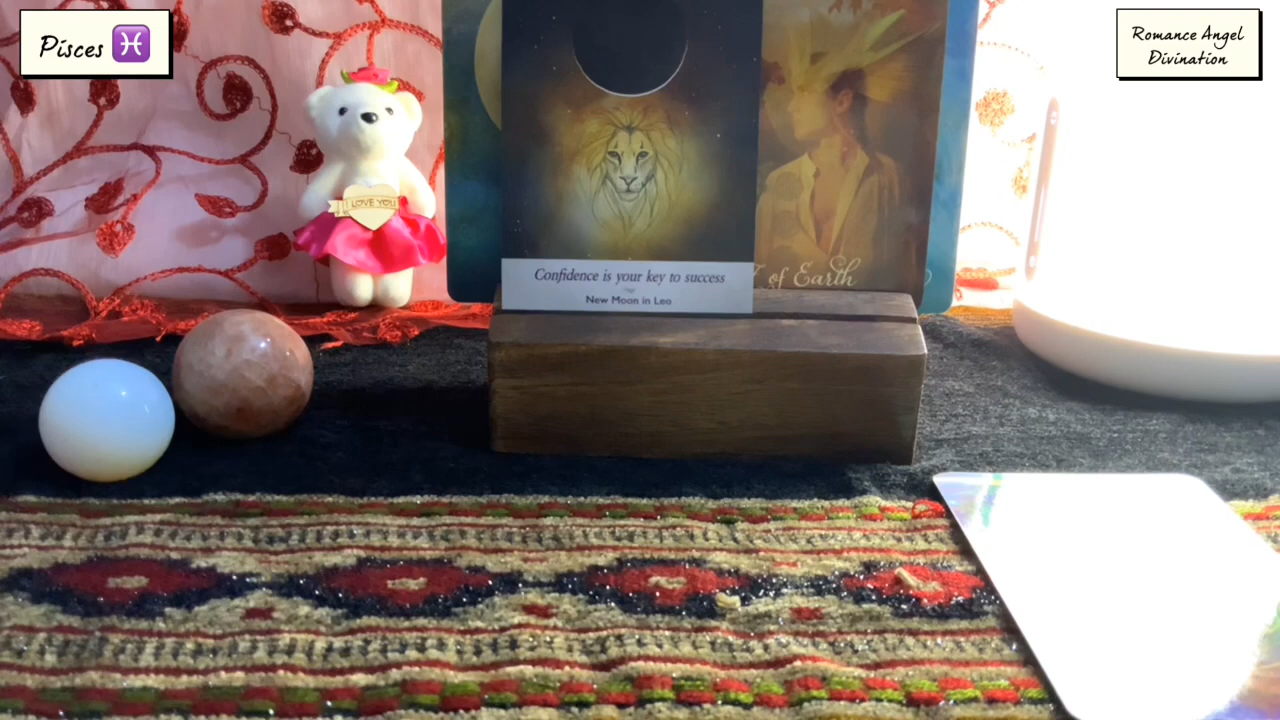 Pisces ♓
Romance Angel
Divination
I LOVE YOU
of Earth
Confidence is your key to success
New Moon in Leo